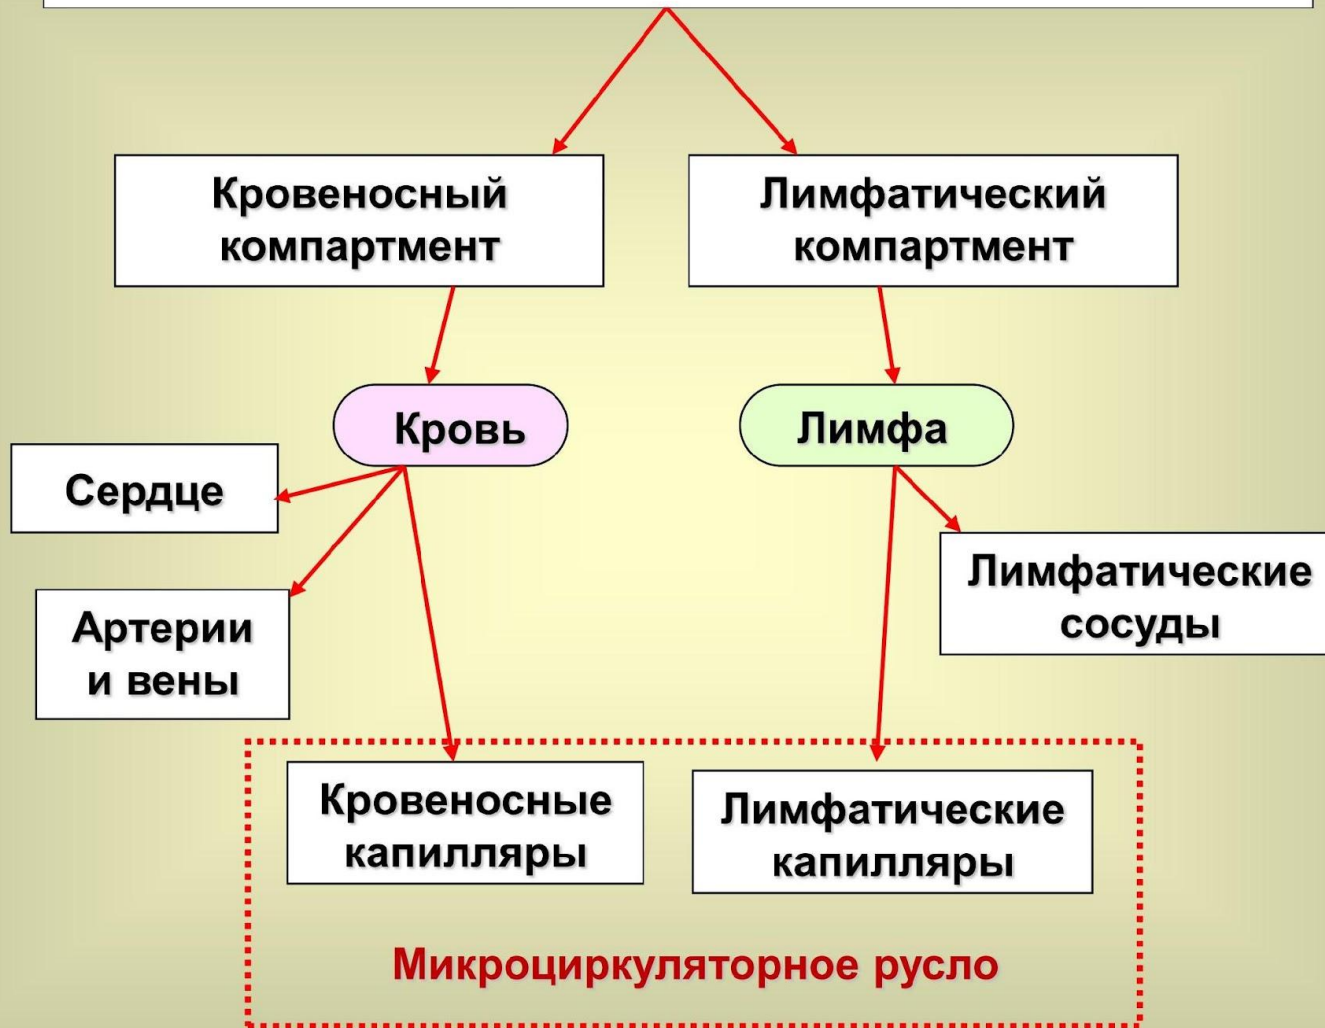 Кровеносный
компартмент
Лимфатический
компартмент
Кровь
Лимфа
Сердце
Лимфатические
сосуды
Артерии
и вены
Кровеносные
капилляры
Лимфатические
капилляры
Микроциркуляторное русло